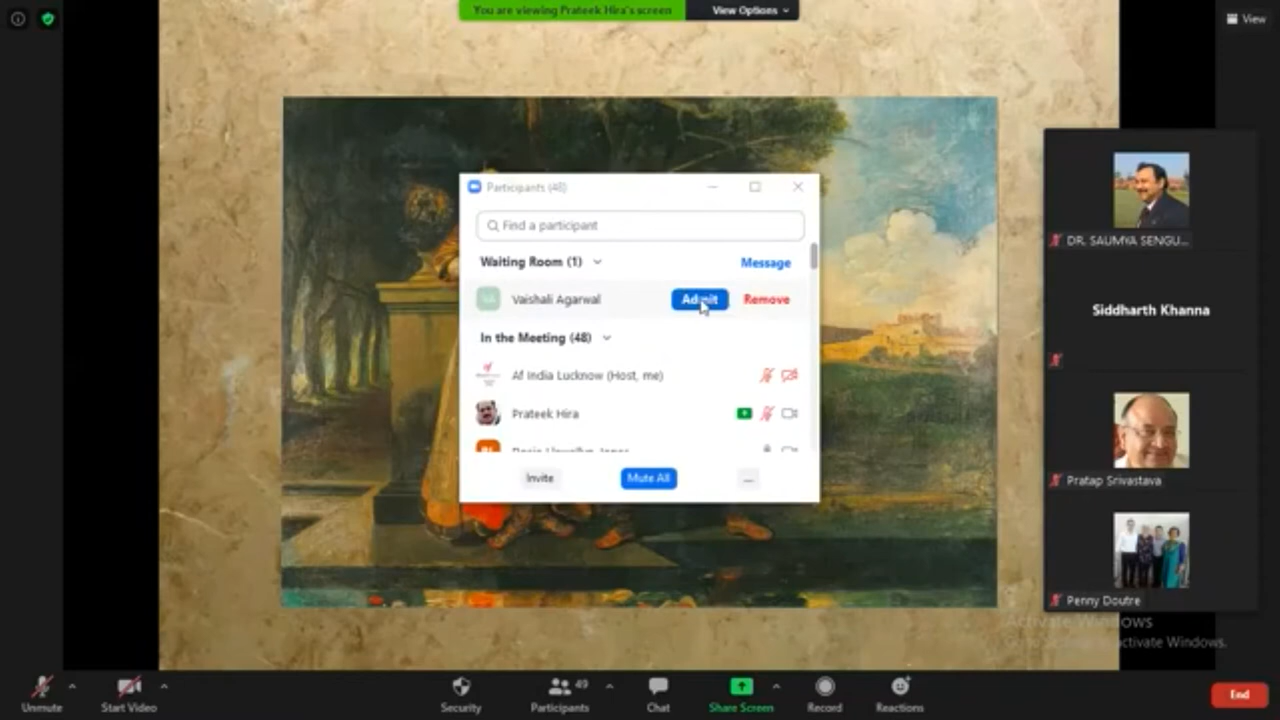 You are viewing Prateek Hira's screen
View Options
View
Participants (48)
Find a participant
Waiting Room (1)
Message
Vaishali Agarwal
Admit
Remove
In the Meeting (48)
Af India Lucknow (Host, me)
Prateek Hira
Invite
Mute All
...
DR. SAUMYA SENGU...
Siddharth Khanna
Pratap Srivastava
Penny Doutre
Activate Windows
Activate Windows.
Unmute
Start Video
Security
49
Participants
Chat
Share Screen
Record
Reactions
End